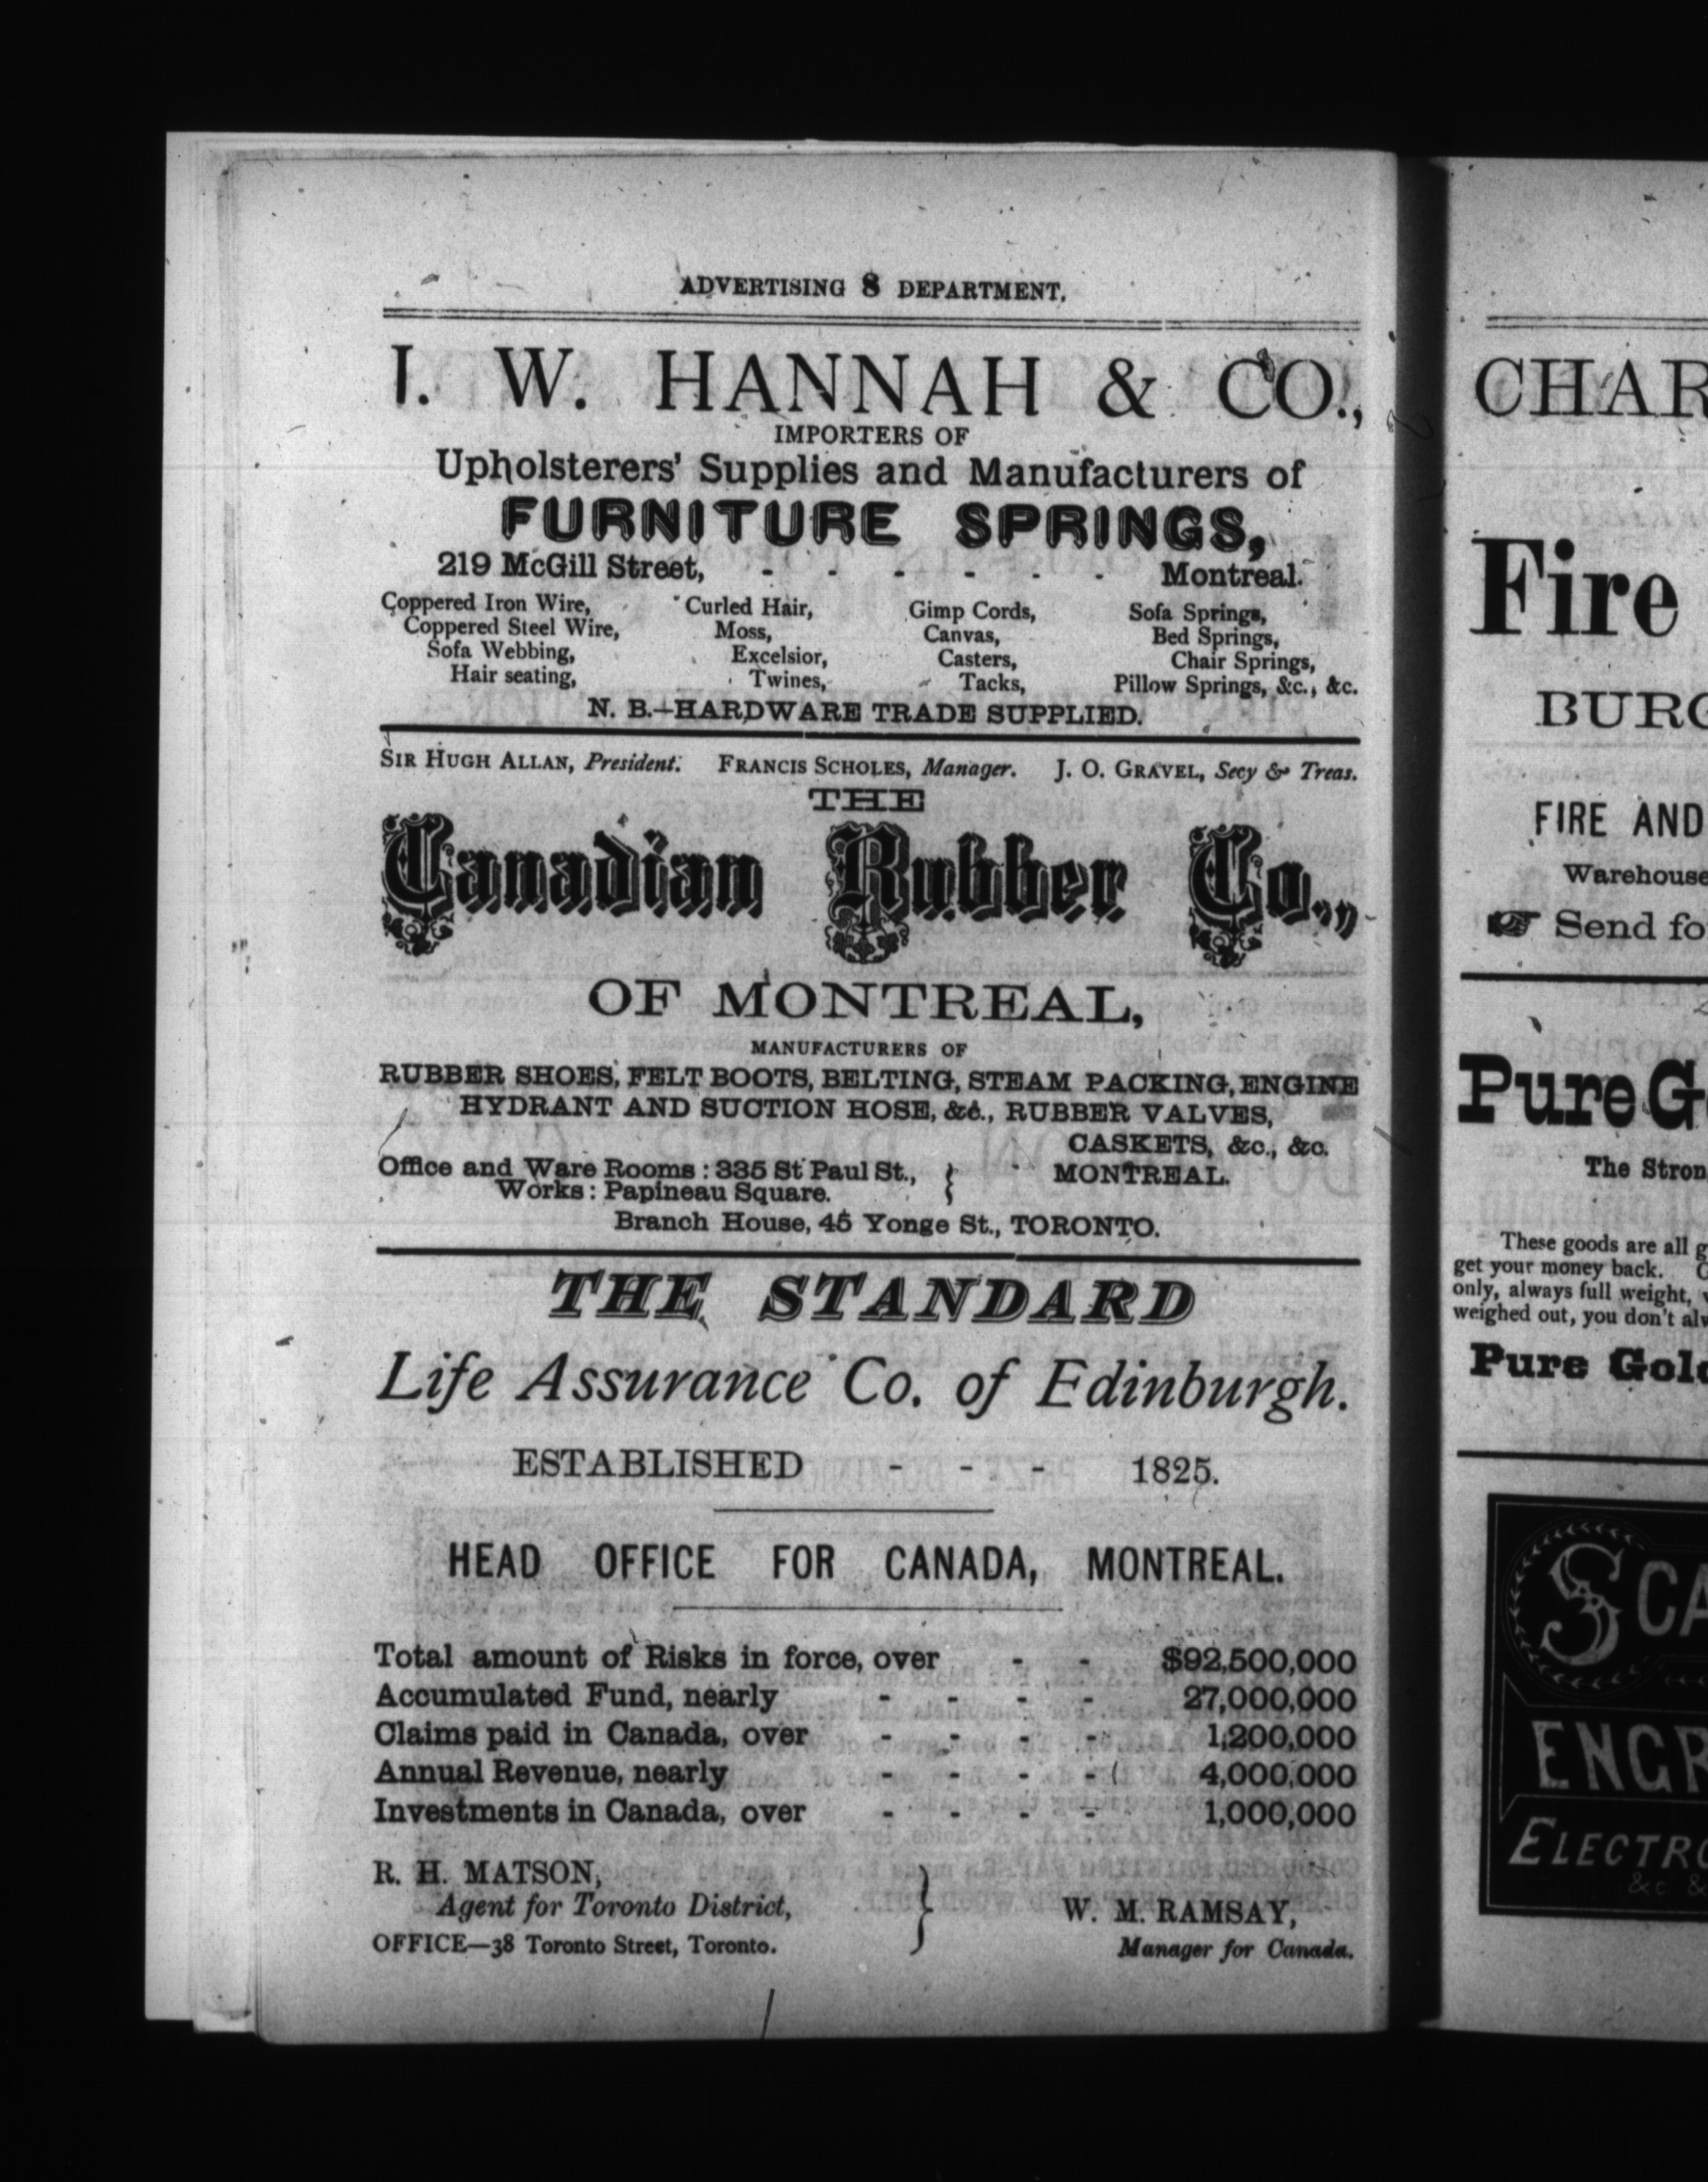 ADVERTISING 8 DEPARTMENT.
I. W. HANNAH & CO.,
IMPORTERS OF
Upholsterers' Supplies and Manufacturers of
FURNITURE SPRINGS,
219 McGill Street, - - - - - - Montreal.
Coppered Iron Wire, Curled Hair, Gimp Cords, Sofa Springs,
Coppered Steel Wire, Moss, Canvas, Bed Springs,
Sofa Webbing, Excelsior, Casters, Chair Springs,
Hair seating, Twines, Tacks, Pillow Springs, &c., &c.
N. B.—HARDWARE TRADE SUPPLIED.
SIR HUGH ALLAN, President. FRANCIS SCHOLES, Manager. J. O. GRAVEL, Secy & Treas.
THE
Canadian Rubber Co.,
OF MONTREAL,
MANUFACTURERS OF
RUBBER SHOES, FELT BOOTS, BELTING, STEAM PACKING, ENGINE
HYDRANT AND SUCTION HOSE, &c., RUBBER VALVES,
CASKETS, &c., &c.
Office and Ware Rooms : 335 St Paul St., } MONTREAL.
Works : Papineau Square.
Branch House, 45 Yonge St., TORONTO.
THE STANDARD
Life Assurance Co. of Edinburgh.
ESTABLISHED - - - 1825.
HEAD OFFICE FOR CANADA, MONTREAL.
Total amount of Risks in force, over - - $92,500,000
Accumulated Fund, nearly - - - - 27,000,000
Claims paid in Canada, over - - - - 1,200,000
Annual Revenue, nearly - - - - 4,000,000
Investments in Canada, over - - - - 1,000,000
R. H. MATSON,
Agent for Toronto District,
OFFICE—38 Toronto Street, Toronto.
W. M. RAMSAY,
Manager for Canada.
CHAR
Fire
BURG
FIRE AND
Warehouse
Send fo
Pure Go
The Stron
These goods are all g
get your money back.
only, always full weight,
weighed out, you don't alw
Pure Gold
SCA
ENGR
ELECTRO
&c &